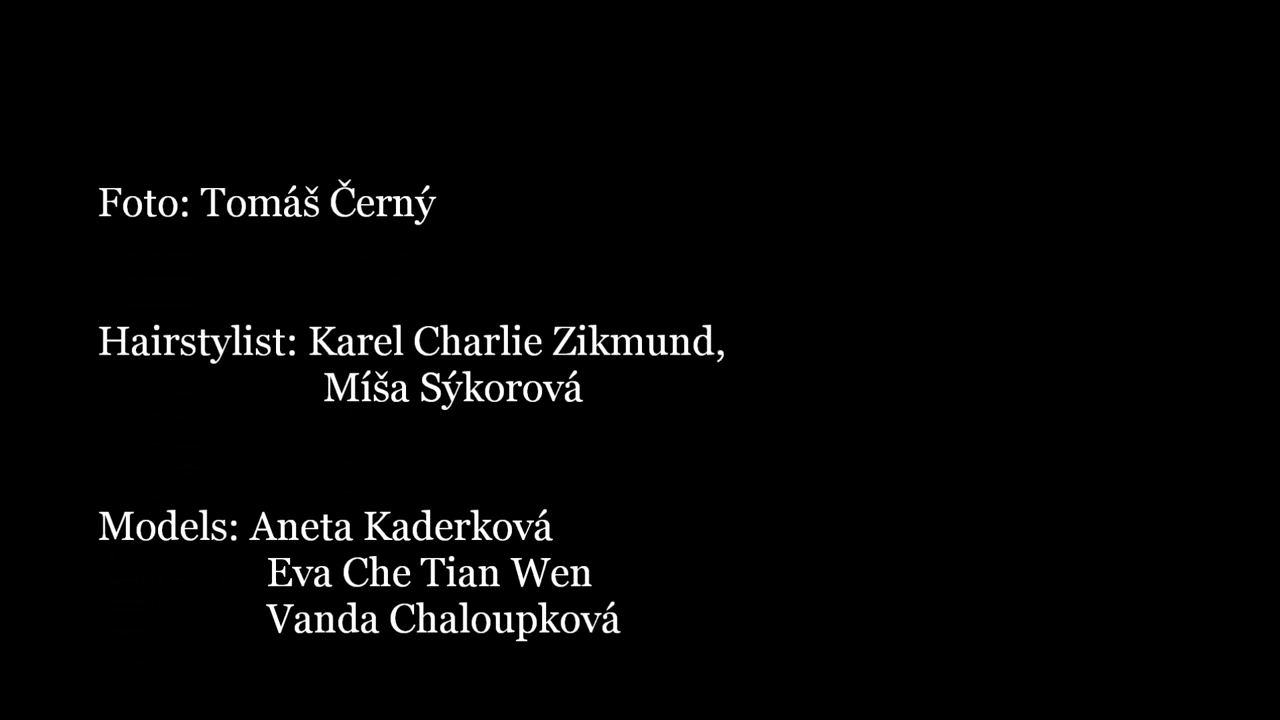 Foto: Tomáš Černý
Hairstylist: Karel Charlie Zikmund,
Míša Sýkorová
Models: Aneta Kaderková
Eva Che Tian Wen
Vanda Chaloupková